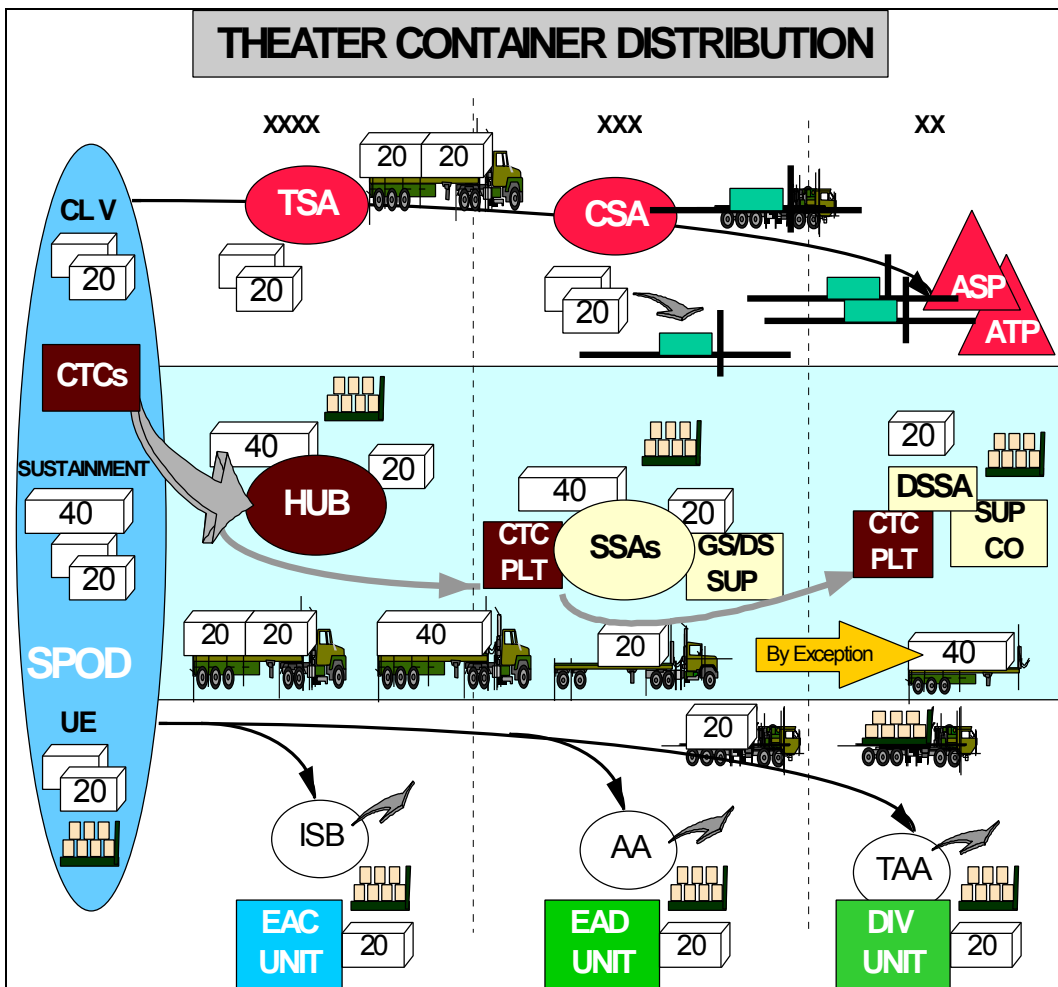 THEATER CONTAINER DISTRIBUTION
XXXX
XXX
XX
CL V
20
TSA
20 20
20
CSA
20
ASP
ATP
CTCs
SUSTAINMENT
40
20
40
20
HUB
40
20
CTC
PLT
SSAs
GS/DS
SUP
20
DSSA
CTC
PLT
SUP
CO
20 20
40
20
By Exception
40
SPOD
UE
20
20
ISB
AA
TAA
EAC
UNIT
20
EAD
UNIT
20
DIV
UNIT
20